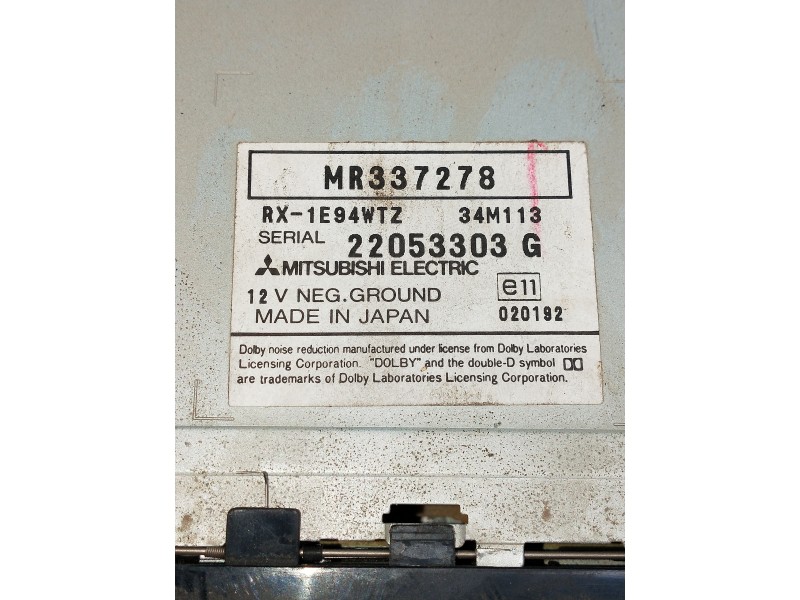 MR337278
RX-1E94WTZ 34M113
SERIAL 22053303 G
MITSUBISHI ELECTRIC
12V NEG.GROUND e11
MADE IN JAPAN 020192
Dolby noise reduction manufactured under license from Dolby Laboratories
Licensing Corporation. "DOLBY" and the double-D symbol
are trademarks of Dolby Laboratories Licensing Corporation.